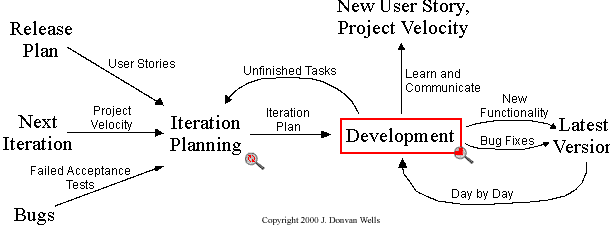 New User Story,
Project Velocity
Release
Plan
User Stories
Unfinished Tasks
Learn and
Communicate
Next
Iteration
Project
Velocity
Iteration
Planning
Iteration
Plan
Development
New
Functionality
Bug Fixes
Latest
Version
Failed Acceptance
Tests
Day by Day
Bugs
Copyright 2000 J. Donvan Wells